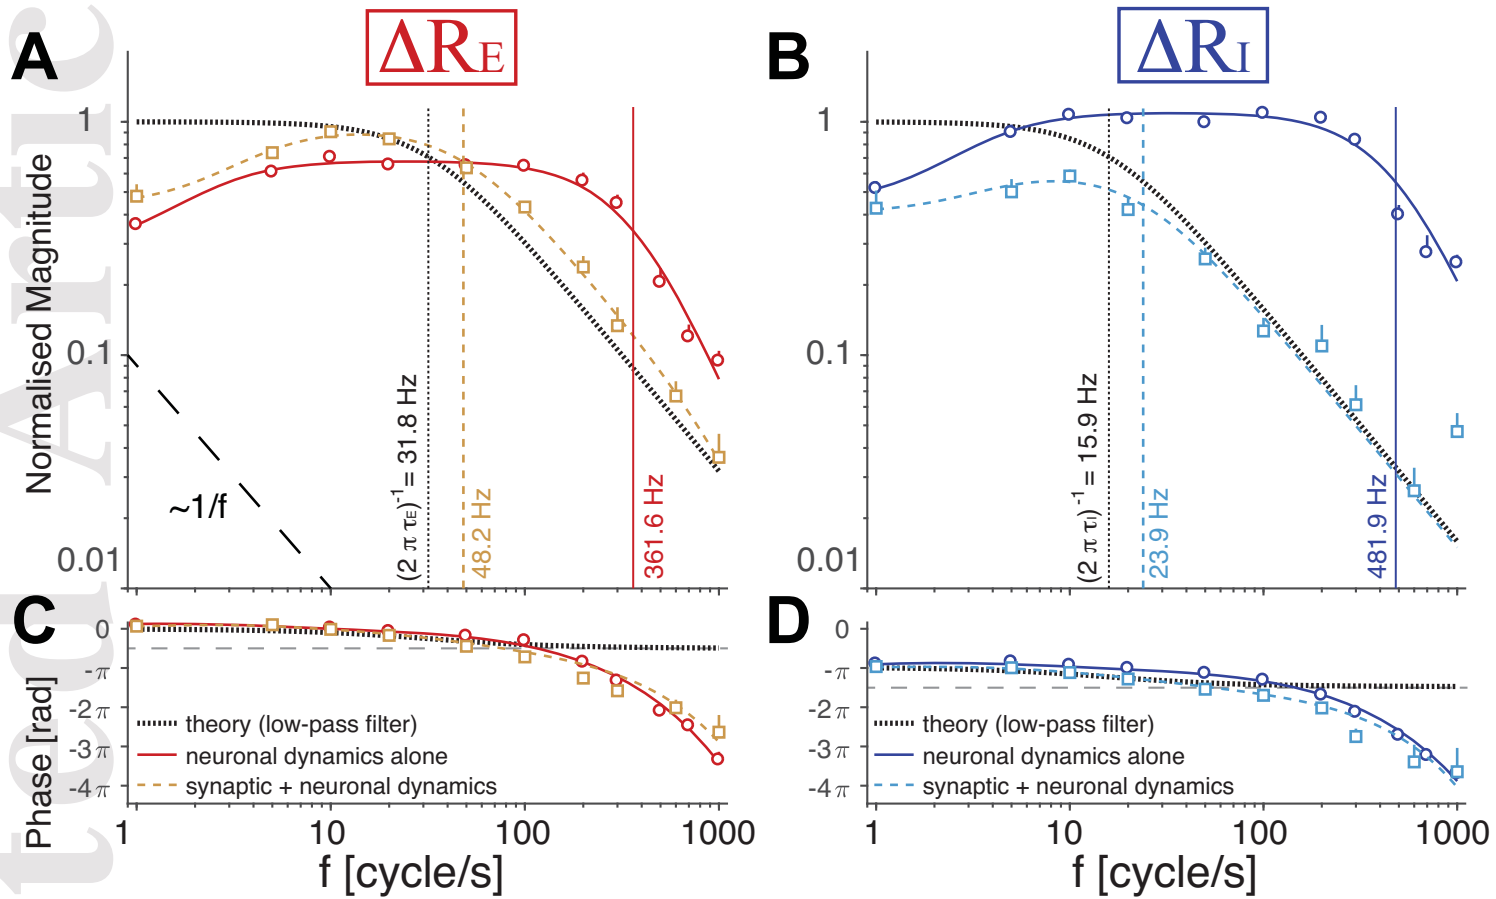 A
ΔRE
B
ΔRI
Normalised Magnitude
1
0.1
0.01
~1/f
(2 π τE)-1 = 31.8 Hz
48.2 Hz
361.6 Hz
1
0.1
0.01
(2 π τI)-1 = 15.9 Hz
23.9 Hz
481.9 Hz
C
Phase [rad]
0
-π
-2π
-3π
-4π
theory (low-pass filter)
neuronal dynamics alone
synaptic + neuronal dynamics
1 10 100 1000
f [cycle/s]
D
0
-π
-2π
-3π
-4π
theory (low-pass filter)
neuronal dynamics alone
synaptic + neuronal dynamics
1 10 100 1000
f [cycle/s]
ted Artic